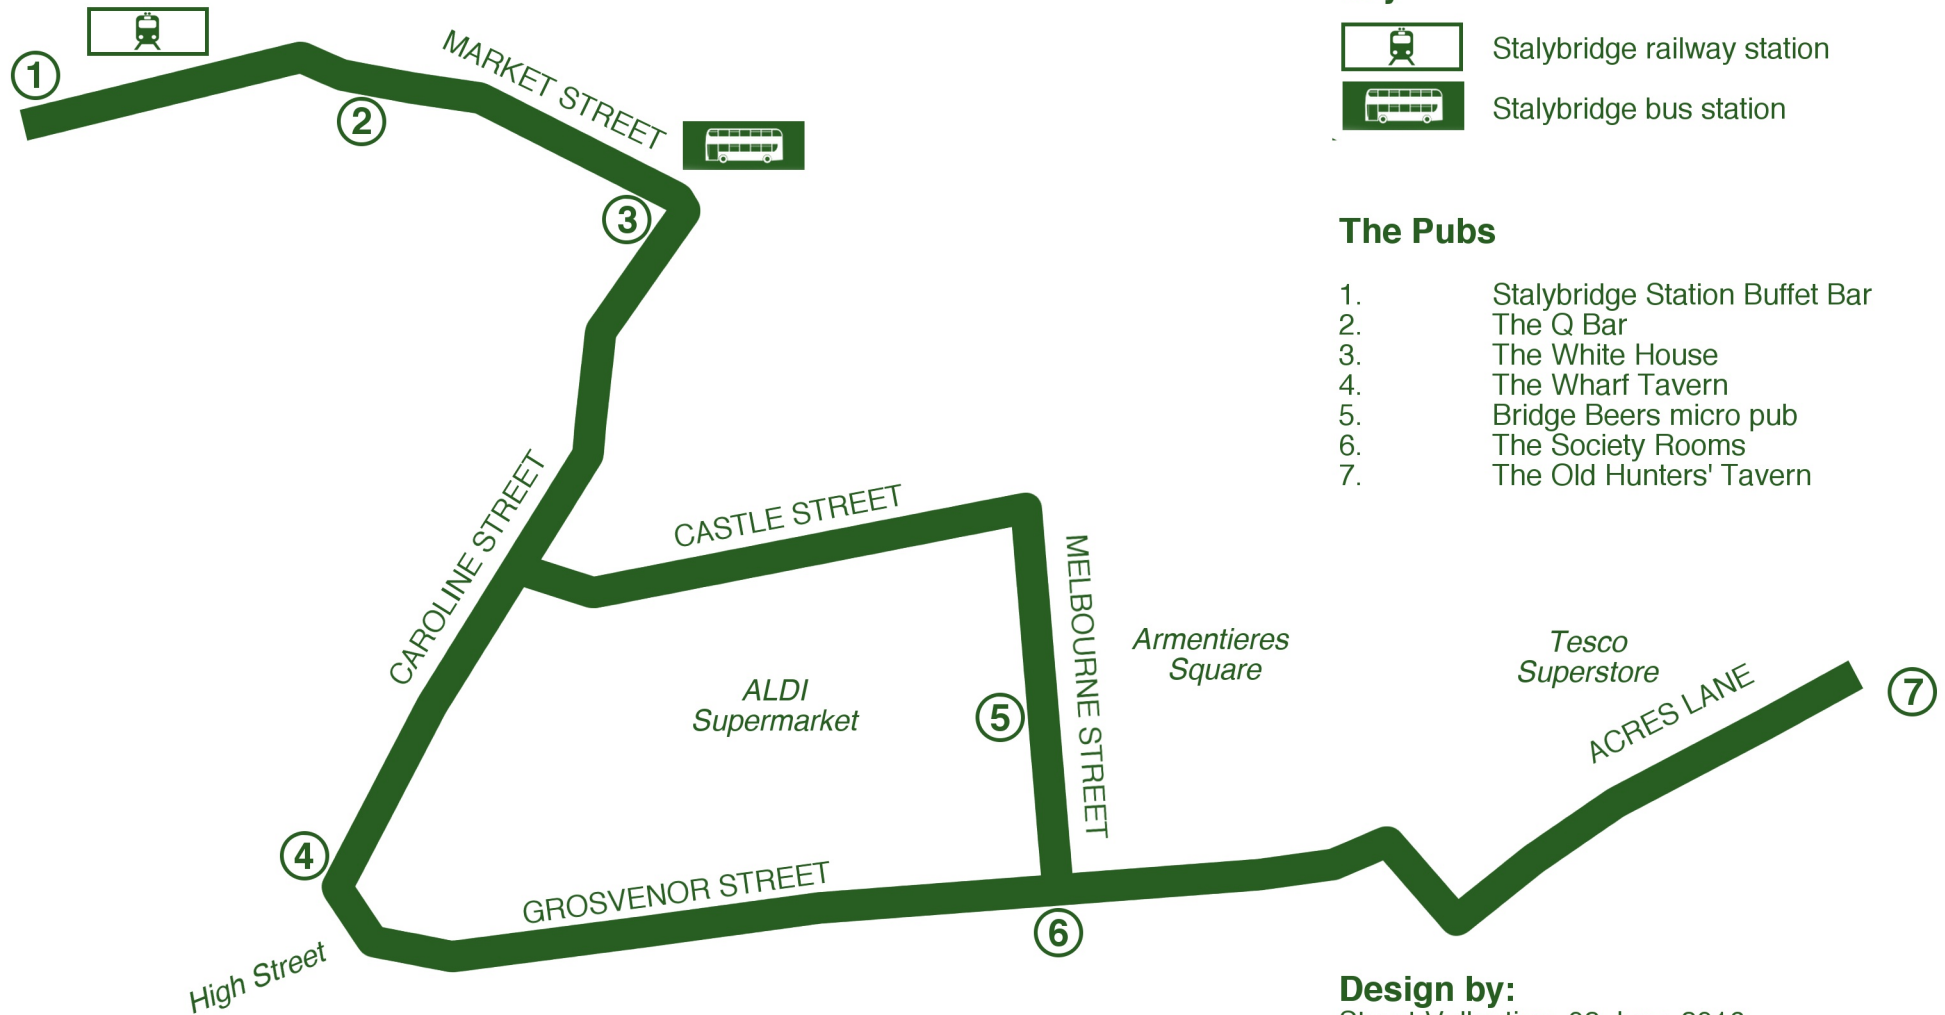 Stalybridge railway station
Stalybridge bus station
1
2
MARKET STREET
3
The Pubs
1. Stalybridge Station Buffet Bar
2. The Q Bar
3. The White House
4. The Wharf Tavern
5. Bridge Beers micro pub
6. The Society Rooms
7. The Old Hunters' Tavern
CAROLINE STREET
CASTLE STREET
MELBOURNE STREET
Armentieres
Square
Tesco
Superstore
ALDI
Supermarket
5
ACRES LANE
7
4
GROSVENOR STREET
6
High Street
Design by: